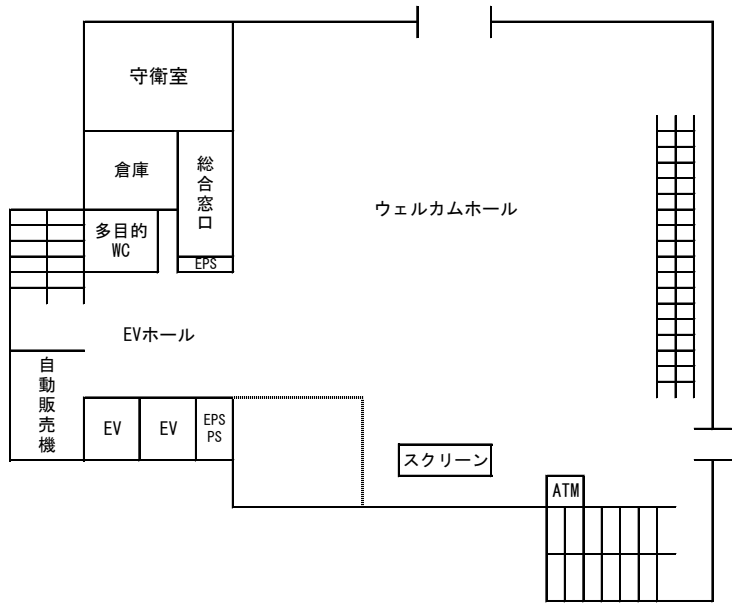 守衛室
倉庫
総合窓口
ウェルカムホール
多目的
WC
EPS
EVホール
自動販売機
EV
EV
EPS
PS
スクリーン
ATM